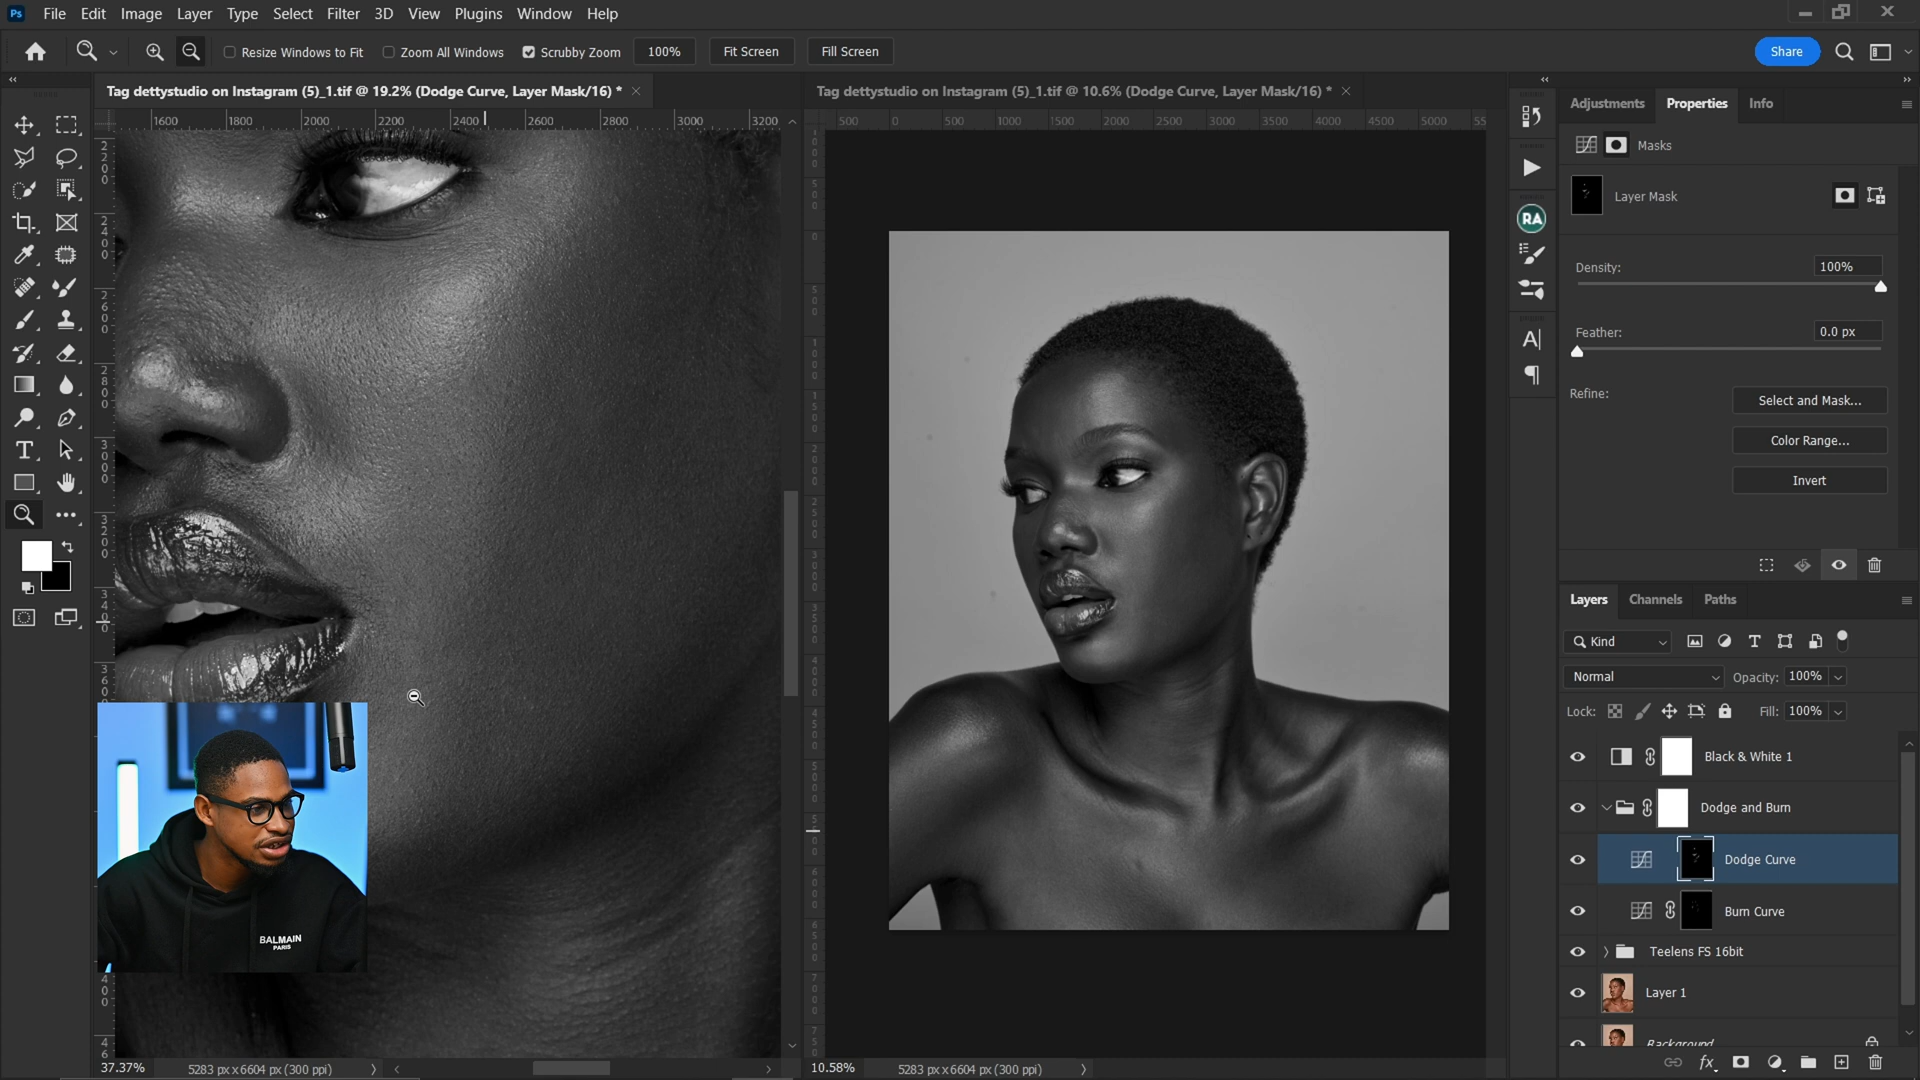 Ps File Edit Image Layer Type Select Filter 3D View Plugins Window Help
Resize Windows to Fit Zoom All Windows Scrubby Zoom 100% Fit Screen Fill Screen Share
Tag dettystudio on Instagram (5)_1.tif @ 19.2% (Dodge Curve, Layer Mask/16) *
Tag dettystudio on Instagram (5)_1.tif @ 10.6% (Dodge Curve, Layer Mask/16) *
1600 1800 2000 2200 2400 2600 2800 3000 3200
500 0 500 1000 1500 2000 2500 3000 3500 4000 4500 5000
Adjustments Properties Info
Masks
Layer Mask
RA
Density: 100%
Feather: 0.0 px
Refine:
Select and Mask...
Color Range...
Invert
Layers Channels Paths
Kind
Normal Opacity: 100%
Lock: Fill: 100%
Black & White 1
Dodge and Burn
Dodge Curve
Burn Curve
Teelens FS 16bit
Layer 1
Background
BALMAIN
PARIS
37.37% 5283 px x 6604 px (300 ppi)
10.58% 5283 px x 6604 px (300 ppi)